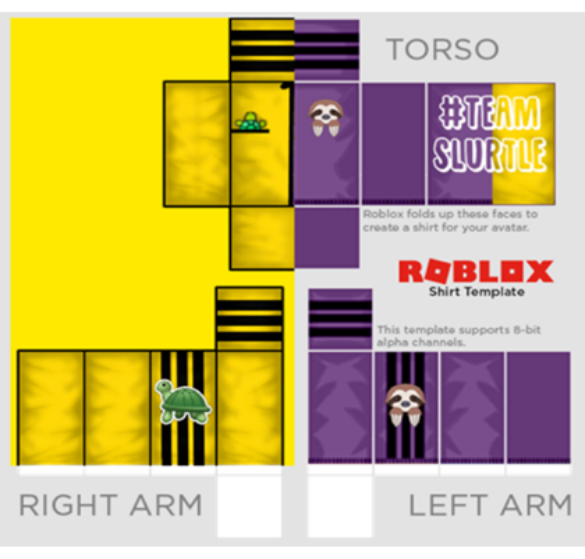 TORSO
#TEAM
SLURTLE
Roblox folds up these faces to
create a shirt for your avatar.
ROBLOX
Shirt Template
This template supports 8-bit
alpha channels.
RIGHT ARM
LEFT ARM